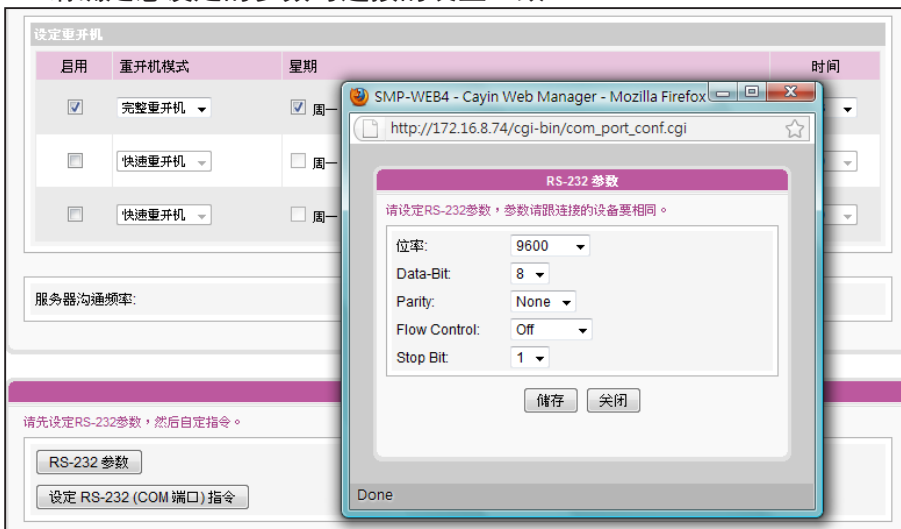 设定重开机
启用 重开机模式 星期 时间
完整重开机 周一
快速重开机 周一
快速重开机 周一
服务器沟通频率:
请先设定RS-232参数，然后自定指令。
RS-232 参数
设定 RS-232 (COM 端口) 指令
SMP-WEB4 - Cayin Web Manager - Mozilla Firefox
http://172.16.8.74/cgi-bin/com_port_conf.cgi
RS-232 参数
请设定RS-232参数，参数请跟连接的设备要相同。
位率: 9600
Data-Bit: 8
Parity: None
Flow Control: Off
Stop Bit: 1
储存 关闭
Done